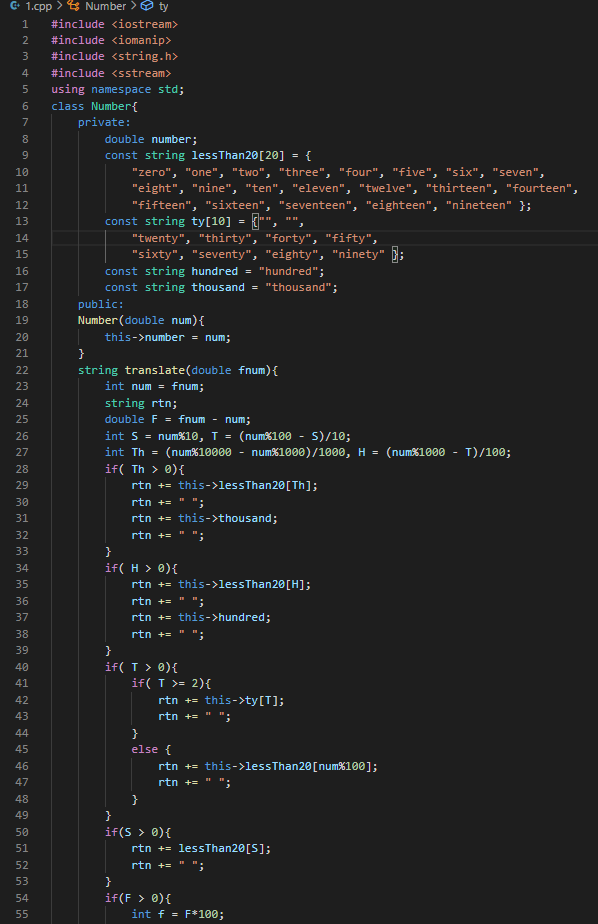 1.cpp > Number > ty
1 #include <iostream>
2 #include <iomanip>
3 #include <string.h>
4 #include <sstream>
5 using namespace std;
6 class Number{
7     private:
8         double number;
9         const string lessThan20[20] = {
10             "zero", "one", "two", "three", "four", "five", "six", "seven",
11             "eight", "nine", "ten", "eleven", "twelve", "thirteen", "fourteen",
12             "fifteen", "sixteen", "seventeen", "eighteen", "nineteen" };
13         const string ty[10] = {"", "",
14             "twenty", "thirty", "forty", "fifty",
15             "sixty", "seventy", "eighty", "ninety" };
16         const string hundred = "hundred";
17         const string thousand = "thousand";
18     public:
19     Number(double num){
20         this->number = num;
21     }
22     string translate(double fnum){
23         int num = fnum;
24         string rtn;
25         double F = fnum - num;
26         int S = num%10, T = (num%100 - S)/10;
27         int Th = (num%10000 - num%1000)/1000, H = (num%1000 - T)/100;
28         if( Th > 0){
29             rtn += this->lessThan20[Th];
30             rtn += " ";
31             rtn += this->thousand;
32             rtn += " ";
33         }
34         if( H > 0){
35             rtn += this->lessThan20[H];
36             rtn += " ";
37             rtn += this->hundred;
38             rtn += " ";
39         }
40         if( T > 0){
41             if( T >= 2){
42                 rtn += this->ty[T];
43                 rtn += " ";
44             }
45             else {
46                 rtn += this->lessThan20[num%100];
47                 rtn += " ";
48             }
49         }
50         if(S > 0){
51             rtn += lessThan20[S];
52             rtn += " ";
53         }
54         if(F > 0){
55             int f = F*100;